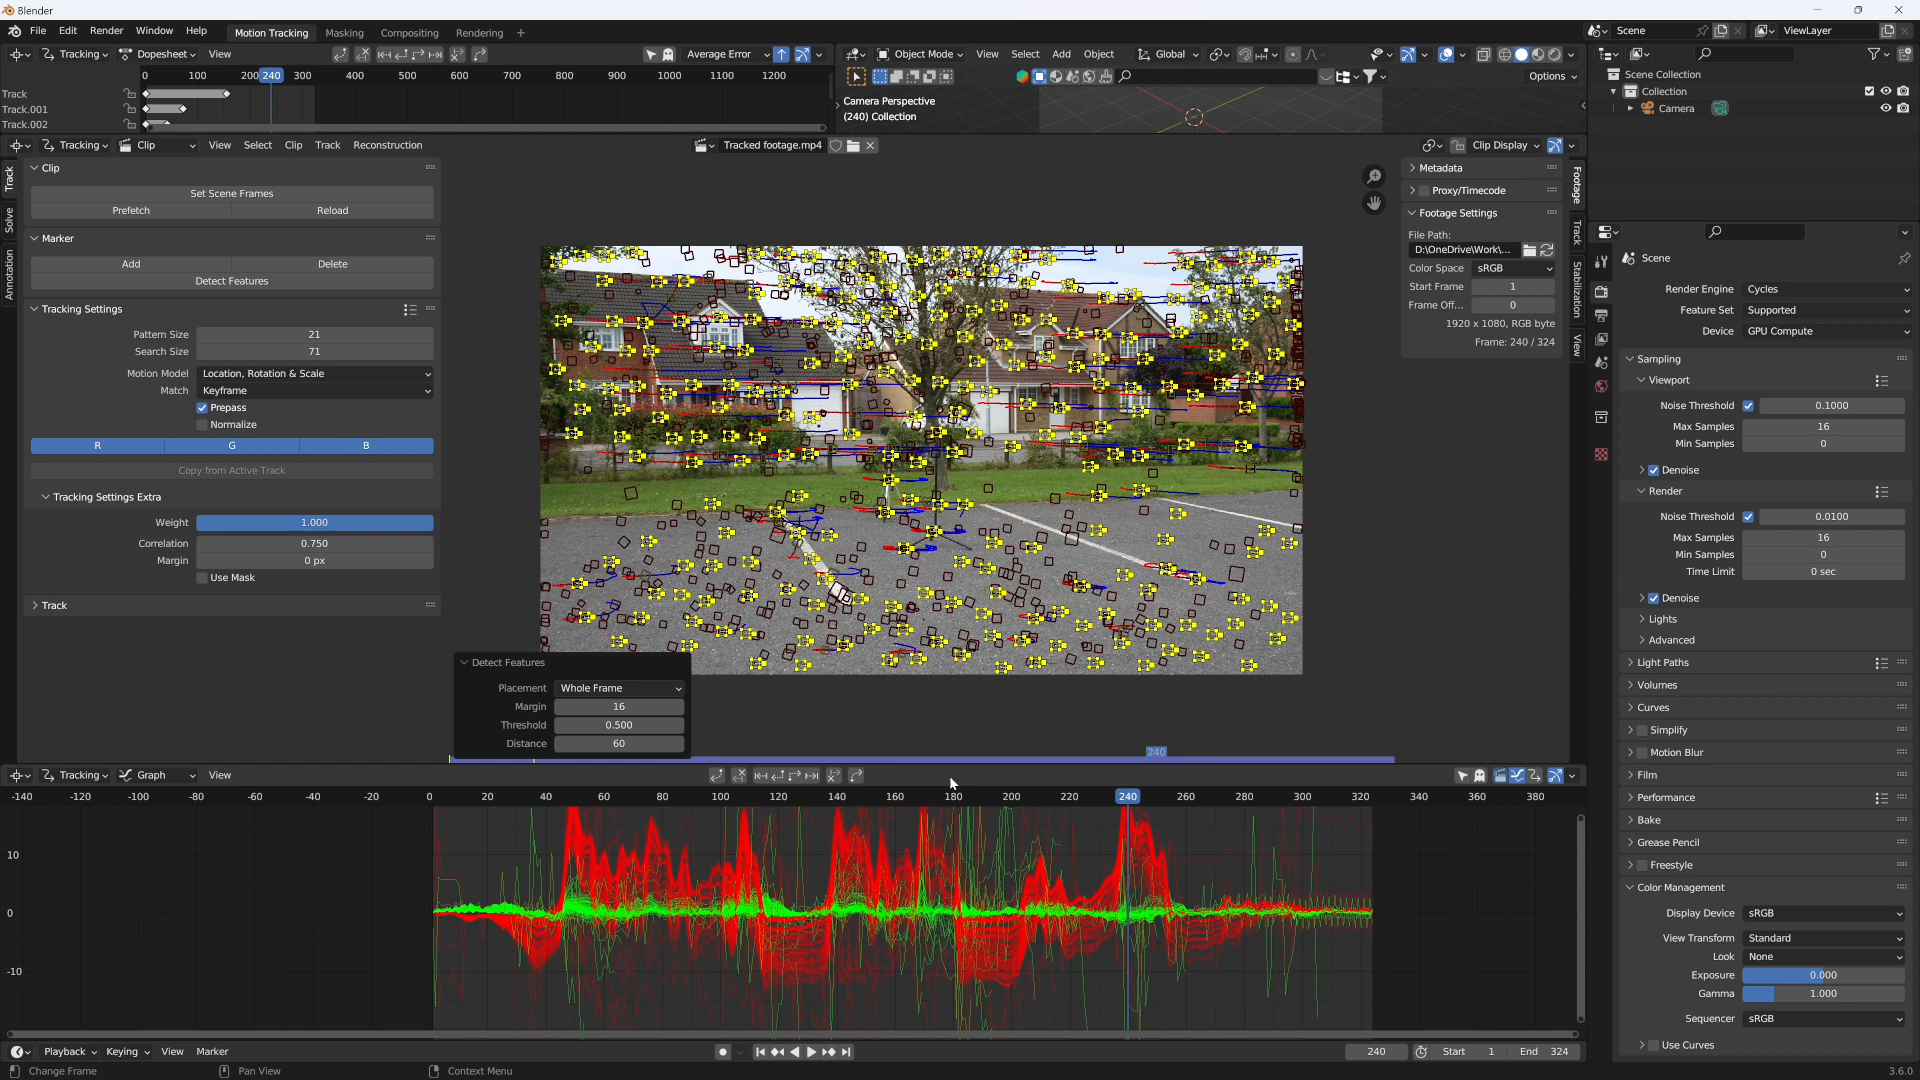 Blender
File Edit Render Window Help Motion Tracking Masking Compositing Rendering + Scene ViewLayer
Tracking Dopesheet View Average Error Object Mode View Select Add Object Global
0 100 200 240 300 400 500 600 700 800 900 1000 1100 1200 Options
Track
Track.001
Track.002
Camera Perspective
(240) Collection
Scene Collection
Collection
Camera
Tracking Clip View Select Clip Track Reconstruction Tracked footage.mp4 Clip Display
Track
Solve
Annotation
Clip
Set Scene Frames
Prefetch Reload
Marker
Add Delete
Detect Features
Tracking Settings
Pattern Size 21
Search Size 71
Motion Model Location, Rotation & Scale
Match Keyframe
Prepass
Normalize
R G B
Copy from Active Track
Tracking Settings Extra
Weight 1.000
Correlation 0.750
Margin 0 px
Use Mask
Track
Metadata
Proxy/Timecode
Footage Settings
File Path:
D:\OneDrive\Work\...
Color Space sRGB
Start Frame 1
Frame Off... 0
1920 x 1080, RGB byte
Frame: 240 / 324
Footage
Track
Stabilization
View
Detect Features
Placement Whole Frame
Margin 16
Threshold 0.500
Distance 60
240
Scene
Render Engine Cycles
Feature Set Supported
Device GPU Compute
Sampling
Viewport
Noise Threshold 0.1000
Max Samples 16
Min Samples 0
Denoise
Render
Noise Threshold 0.0100
Max Samples 16
Min Samples 0
Time Limit 0 sec
Denoise
Lights
Advanced
Light Paths
Volumes
Curves
Simplify
Motion Blur
Film
Performance
Bake
Grease Pencil
Freestyle
Color Management
Display Device sRGB
View Transform Standard
Look None
Exposure 0.000
Gamma 1.000
Sequencer sRGB
Use Curves
Tracking Graph View
-140 -120 -100 -80 -60 -40 -20 0 20 40 60 80 100 120 140 160 180 200 220 240 260 280 300 320 340 360 380
10
0
-10
Playback Keying View Marker 240 Start 1 End 324
Change Frame Pan View Context Menu 3.6.0